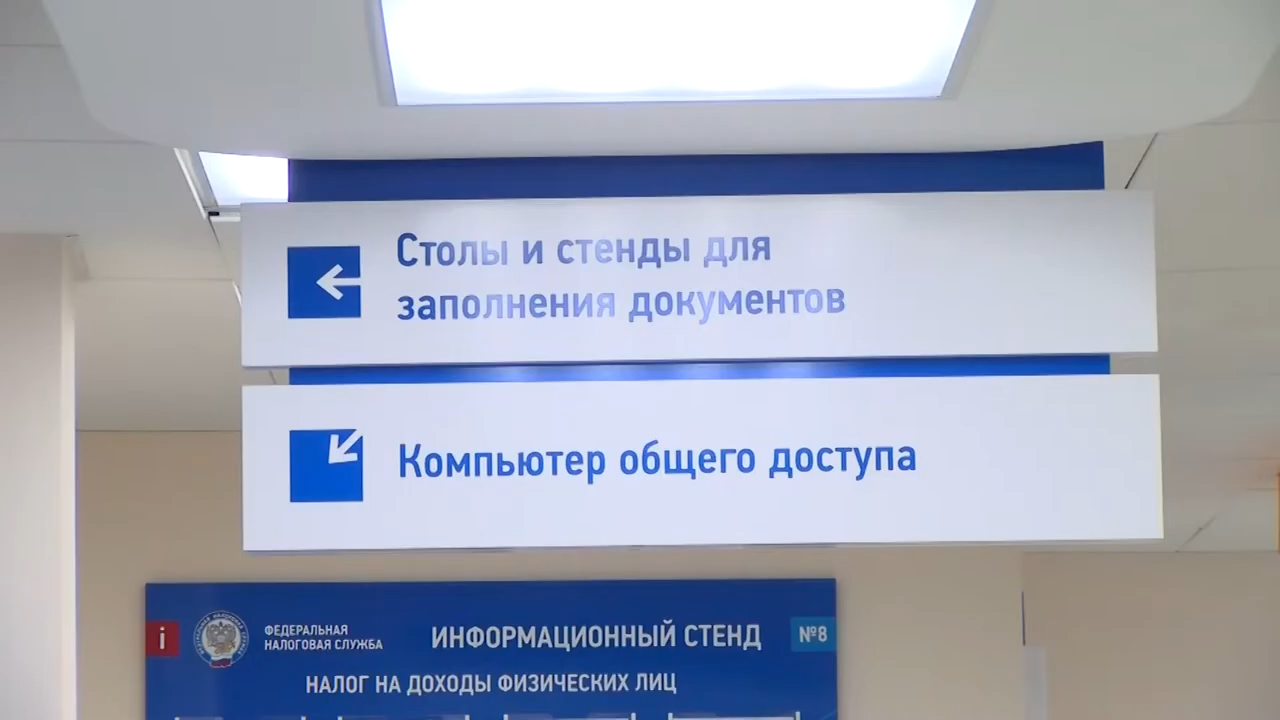 Столы и стенды для
заполнения документов
Компьютер общего доступа
i
ФЕДЕРАЛЬНАЯ
НАЛОГОВАЯ СЛУЖБА
ИНФОРМАЦИОННЫЙ СТЕНД
№8
НАЛОГ НА ДОХОДЫ ФИЗИЧЕСКИХ ЛИЦ